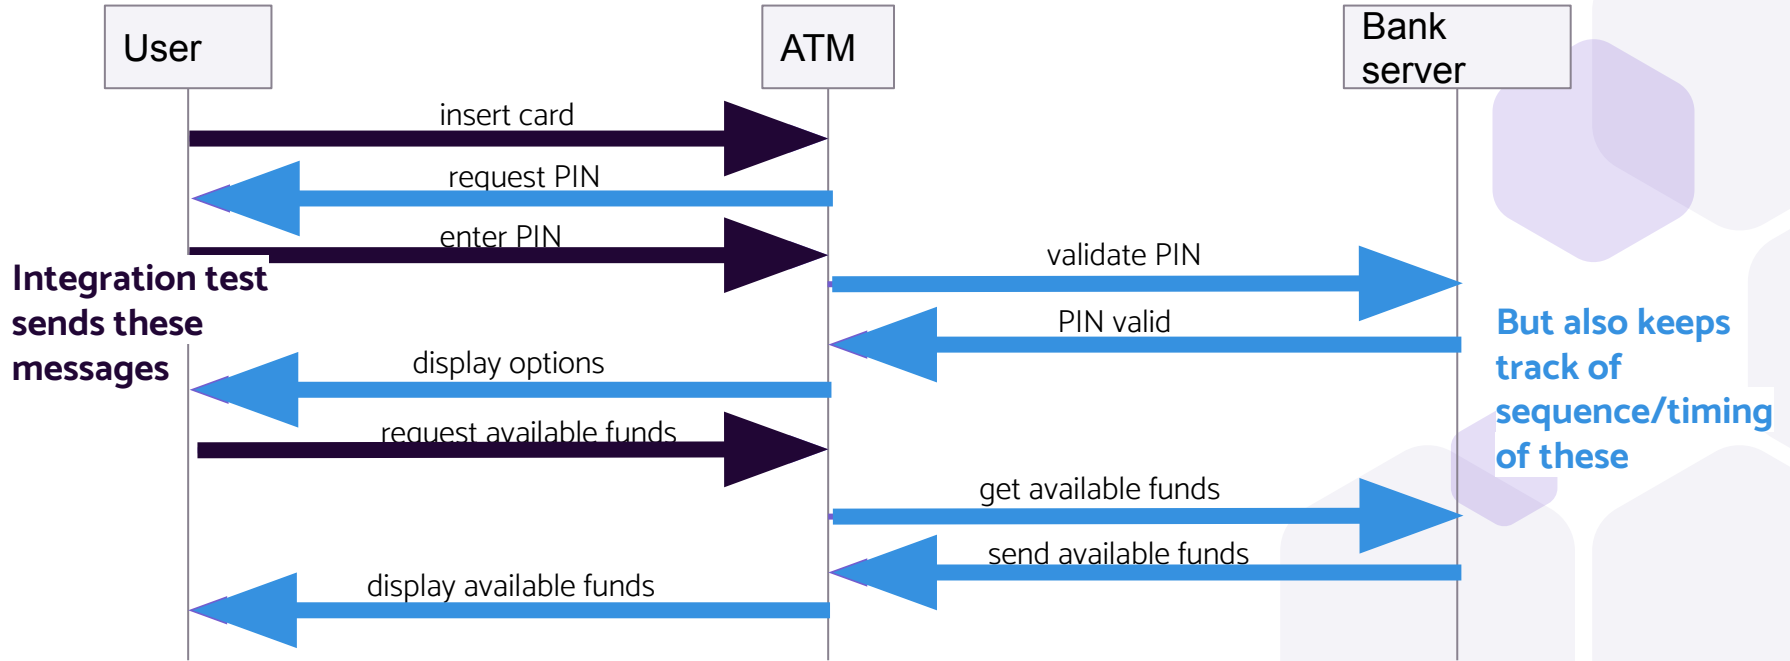 User
ATM
Bank
server
insert card
request PIN
enter PIN
validate PIN
Integration test
sends these
messages
PIN valid
But also keeps
track of
sequence/timing
of these
display options
request available funds
get available funds
send available funds
display available funds